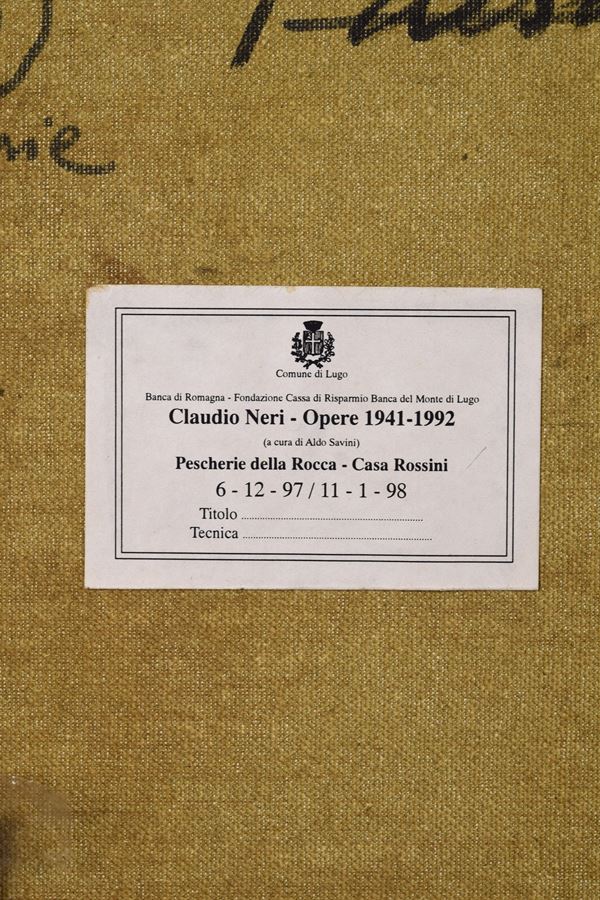 Comune di Lugo
Banca di Romagna - Fondazione Cassa di Risparmio Banca del Monte di Lugo
Claudio Neri - Opere 1941-1992
(a cura di Aldo Savini)
Pescherie della Rocca - Casa Rossini
6 - 12 - 97 / 11 - 1 - 98
Titolo ..............................................
Tecnica ................................................